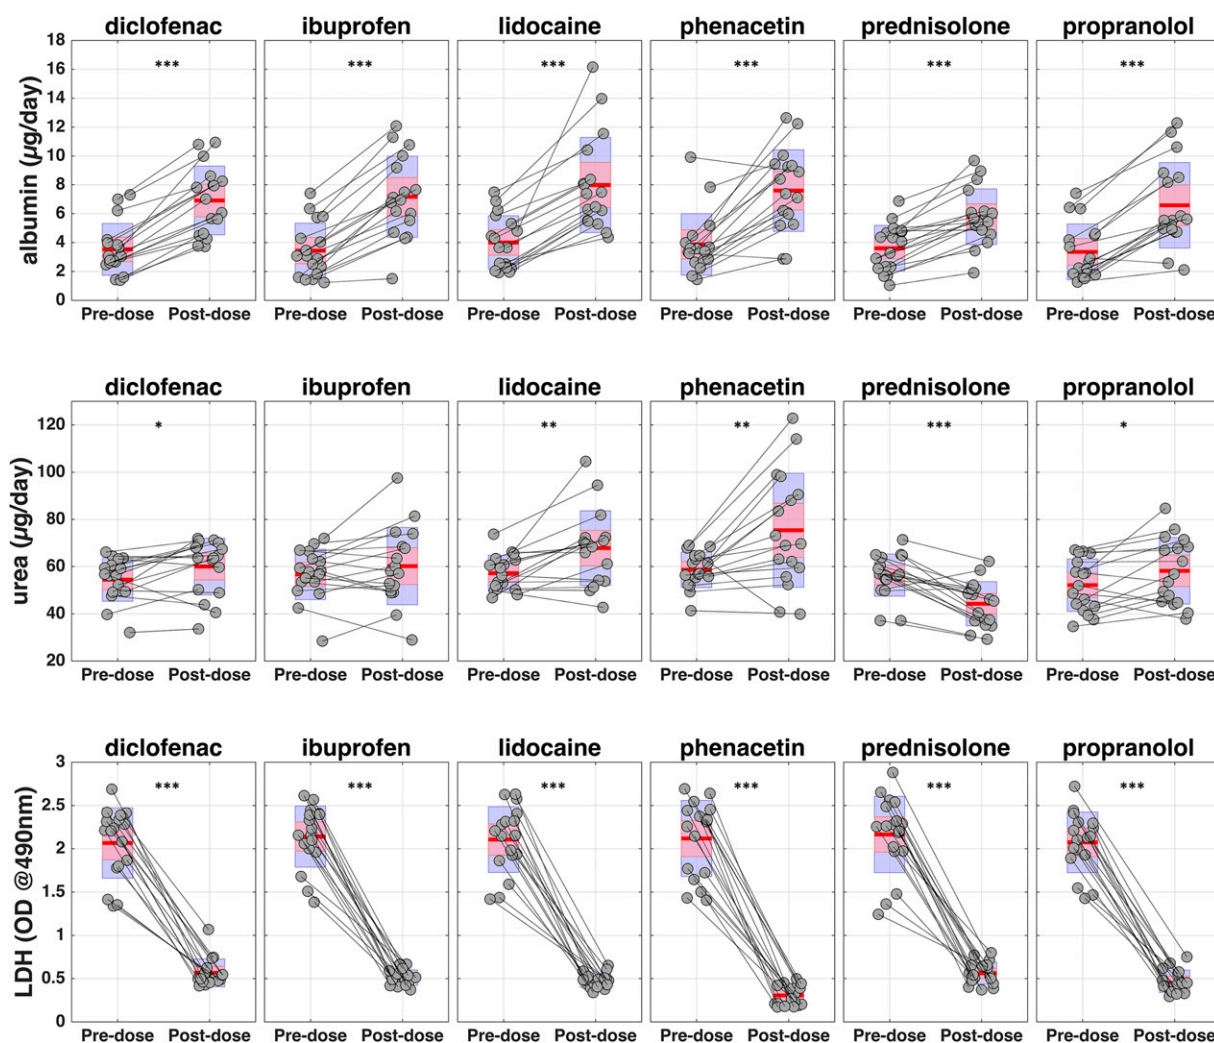 diclofenac ibuprofen lidocaine phenacetin prednisolone propranolol
albumin (µg/day)
18
16
14
12
10
8
6
4
2
0
*** *** *** *** *** ***
Pre-dose Post-dose Pre-dose Post-dose Pre-dose Post-dose Pre-dose Post-dose Pre-dose Post-dose Pre-dose Post-dose
diclofenac ibuprofen lidocaine phenacetin prednisolone propranolol
urea (µg/day)
120
100
80
60
40
20
* ** ** *** *
Pre-dose Post-dose Pre-dose Post-dose Pre-dose Post-dose Pre-dose Post-dose Pre-dose Post-dose Pre-dose Post-dose
diclofenac ibuprofen lidocaine phenacetin prednisolone propranolol
LDH (OD @490nm)
3
2.5
2
1.5
1
0.5
0
*** *** *** *** *** ***
Pre-dose Post-dose Pre-dose Post-dose Pre-dose Post-dose Pre-dose Post-dose Pre-dose Post-dose Pre-dose Post-dose